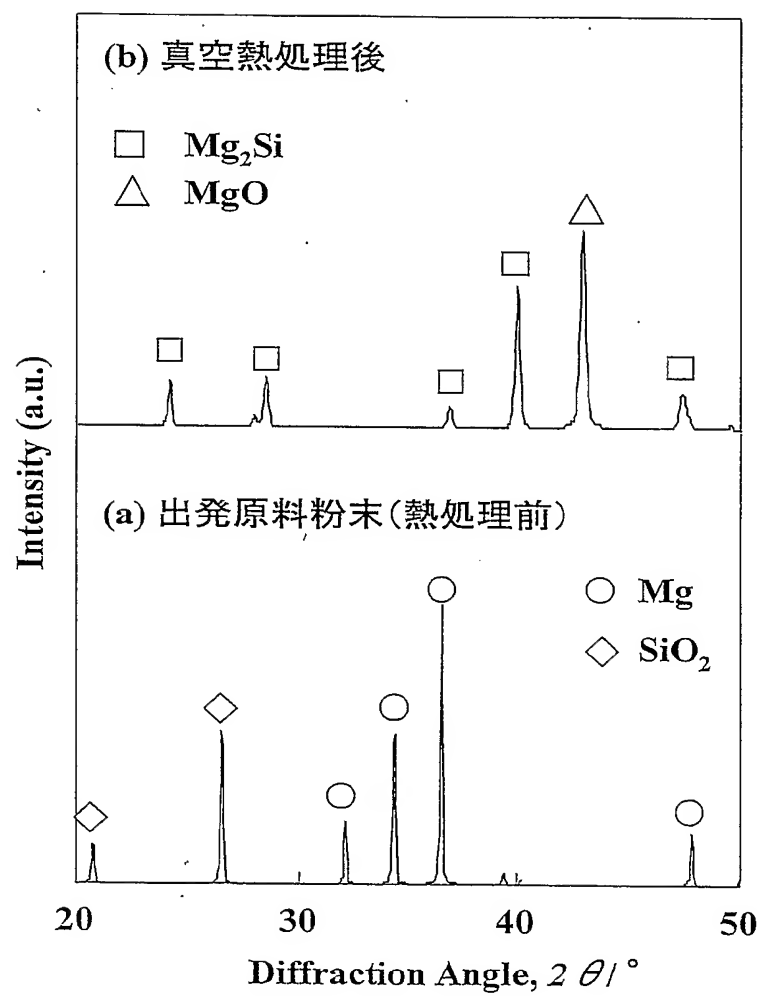 (b) 真空熱処理後
□ Mg₂Si
△ MgO
(a) 出発原料粉末(熱処理前)
○ Mg
◇ SiO₂
Intensity (a.u.)
20 30 40 50
Diffraction Angle, 2θ/°